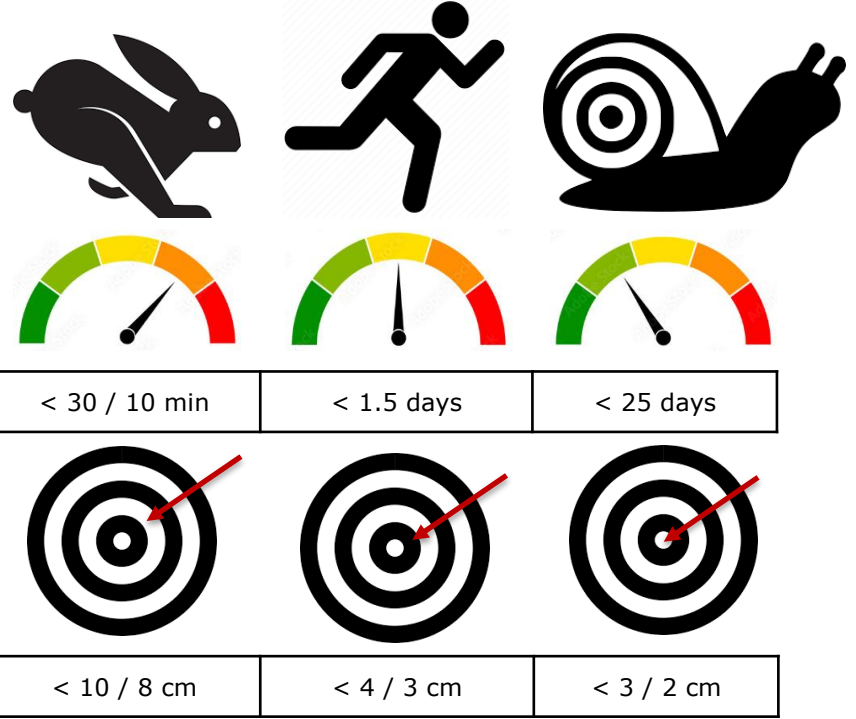 < 30 / 10 min
< 1.5 days
< 25 days
< 10 / 8 cm
< 4 / 3 cm
< 3 / 2 cm